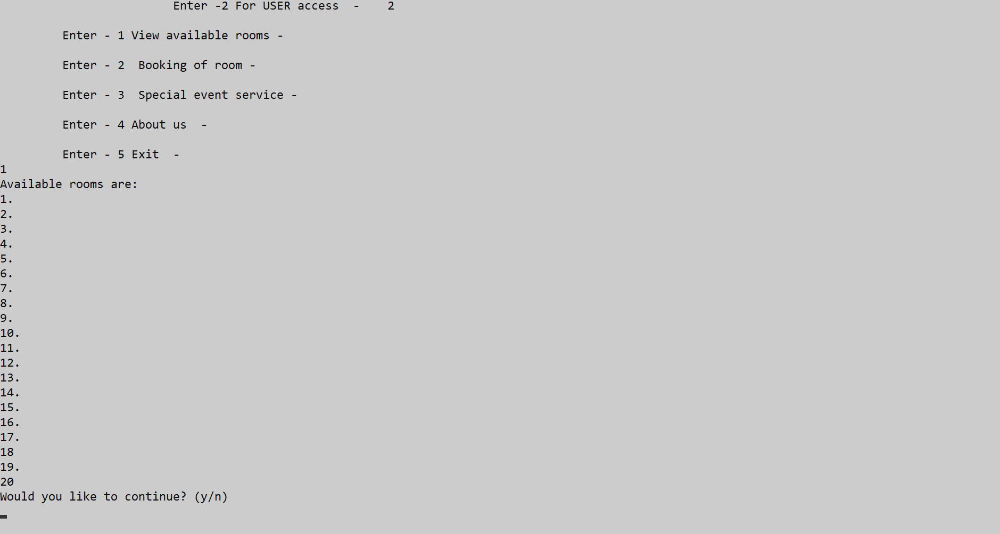 Enter -2 For USER access  -    2
Enter - 1 View available rooms -
Enter - 2  Booking of room -
Enter - 3  Special event service -
Enter - 4 About us  -
Enter - 5 Exit  -
1
Available rooms are:
1.
2.
3.
4.
5.
6.
7.
8.
9.
10.
11.
12.
13.
14.
15.
16.
17.
18
19.
20
Would you like to continue? (y/n)